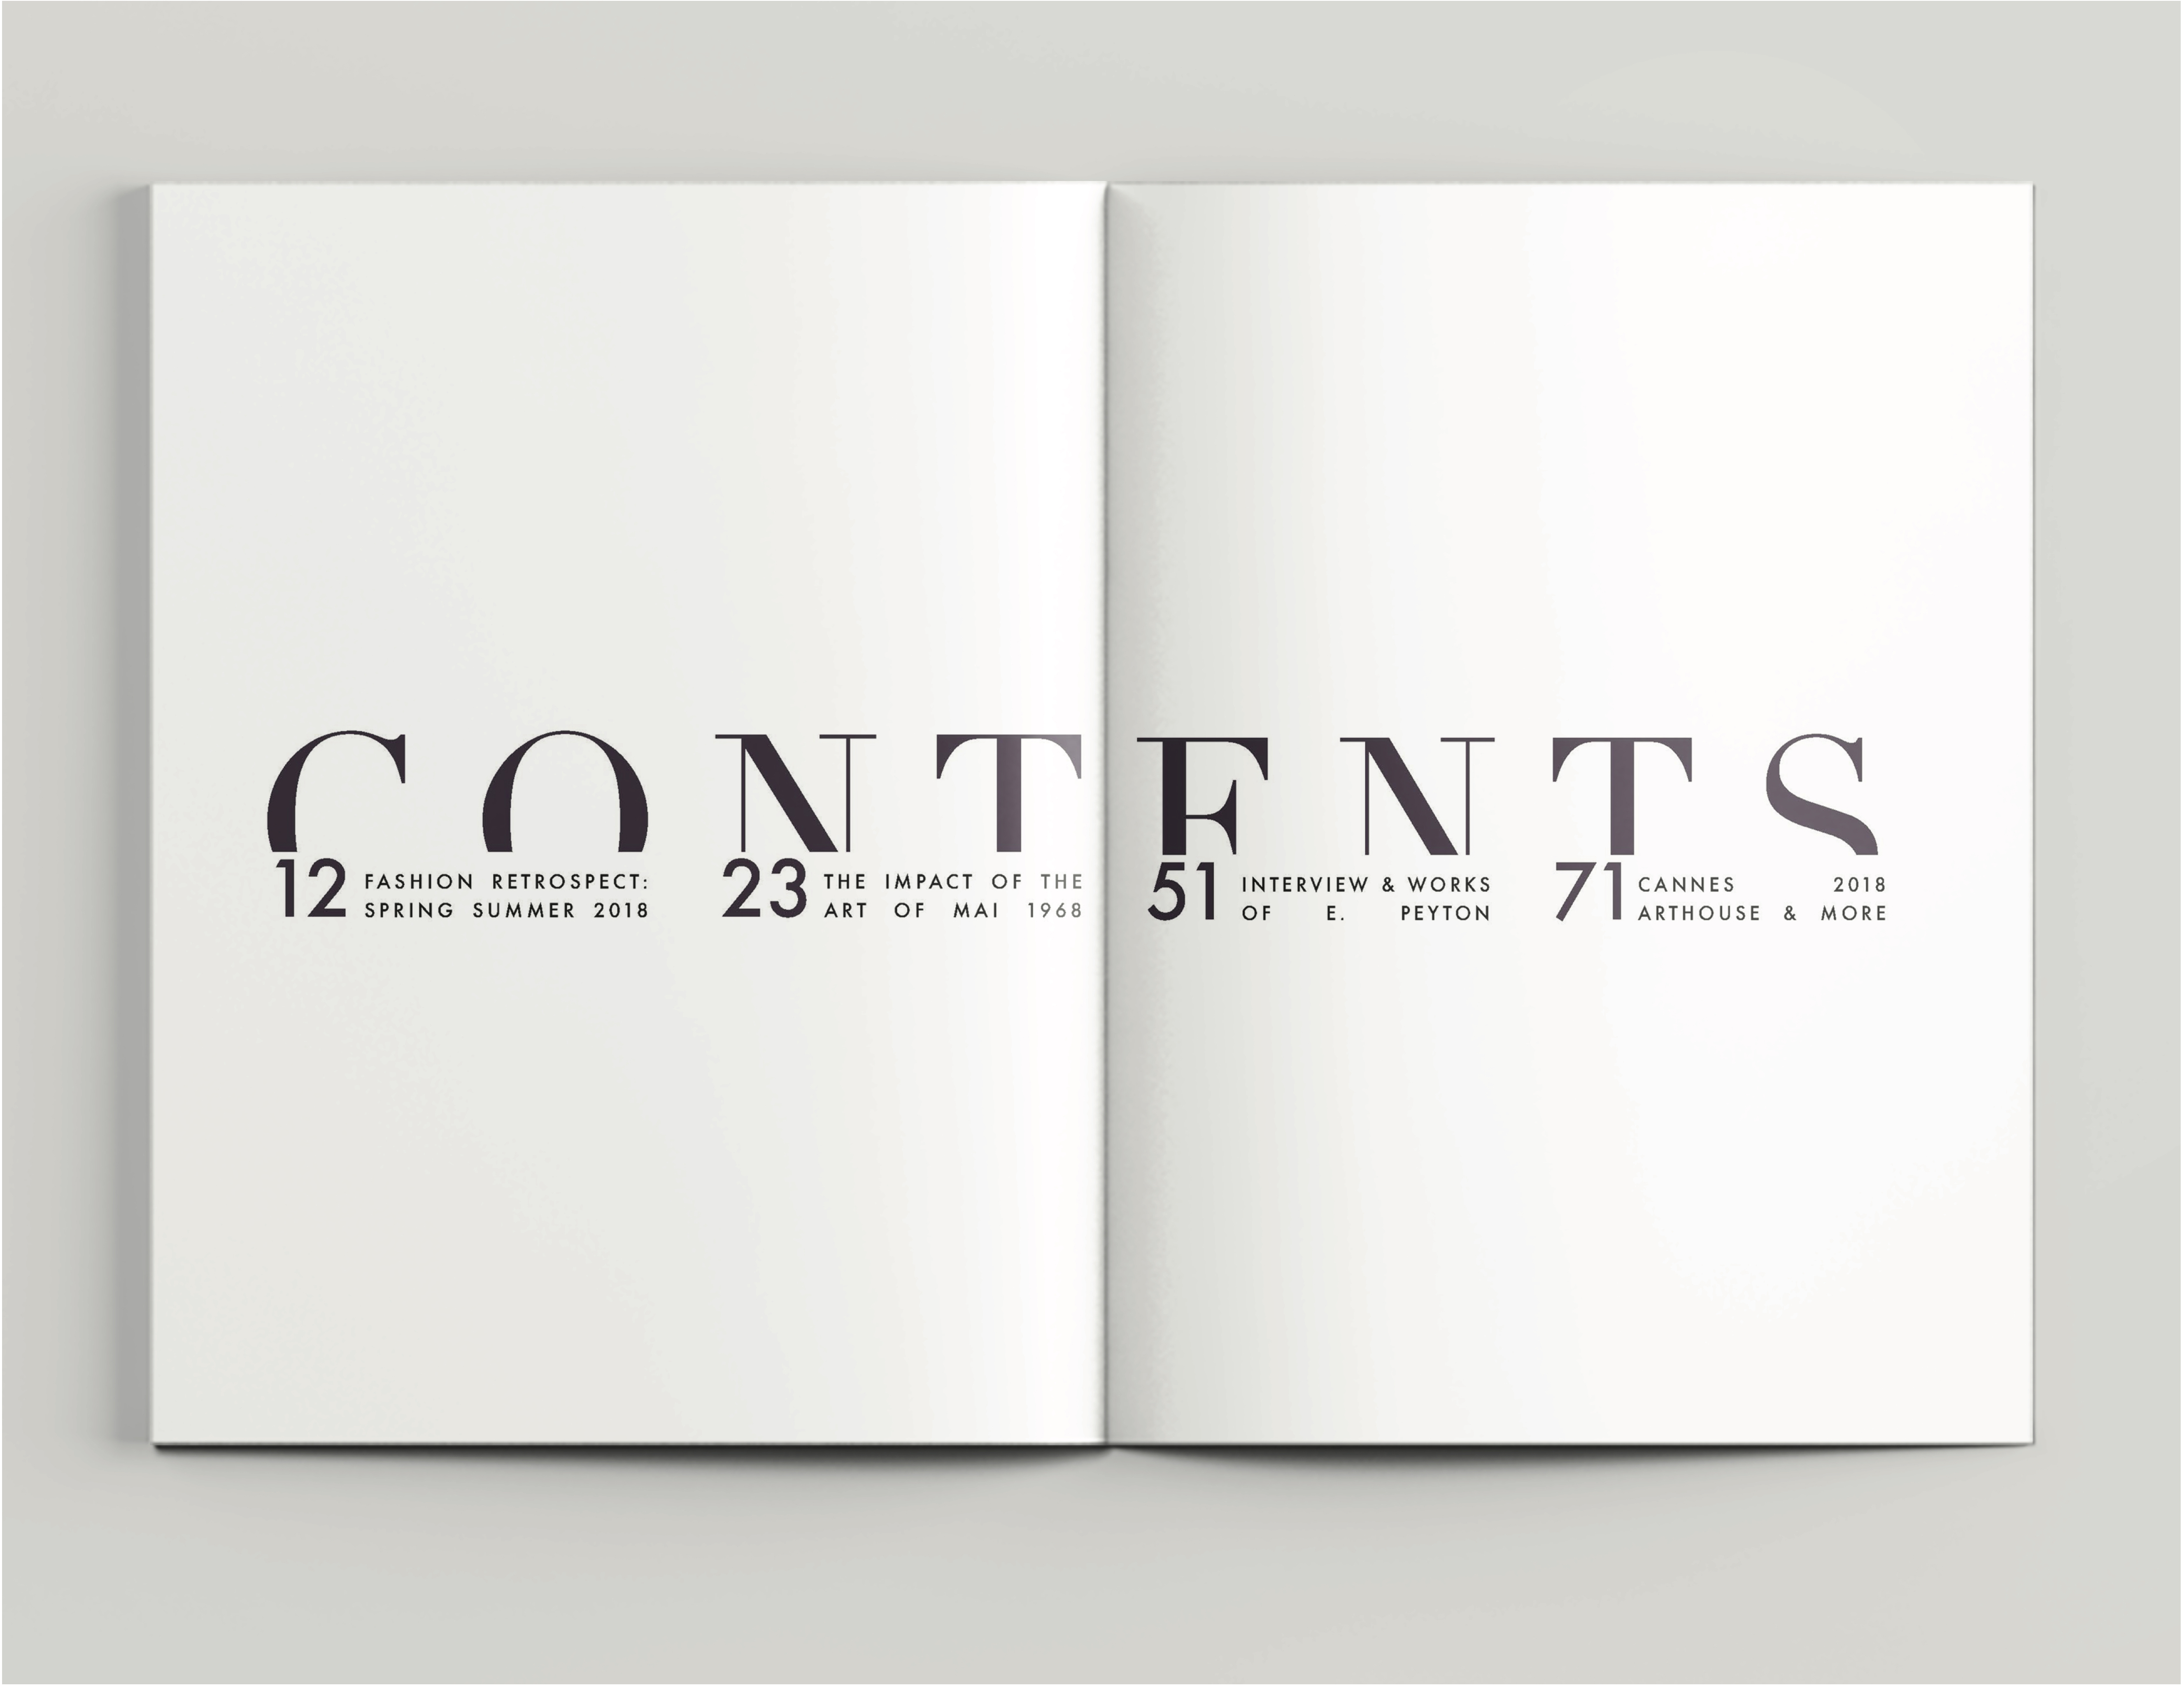 CONTENTS
12 FASHION RETROSPECT:
SPRING SUMMER 2018
23 THE IMPACT OF THE
ART OF MAI 1968
51 INTERVIEW & WORKS
OF E. PEYTON
71 CANNES 2018
ARTHOUSE & MORE